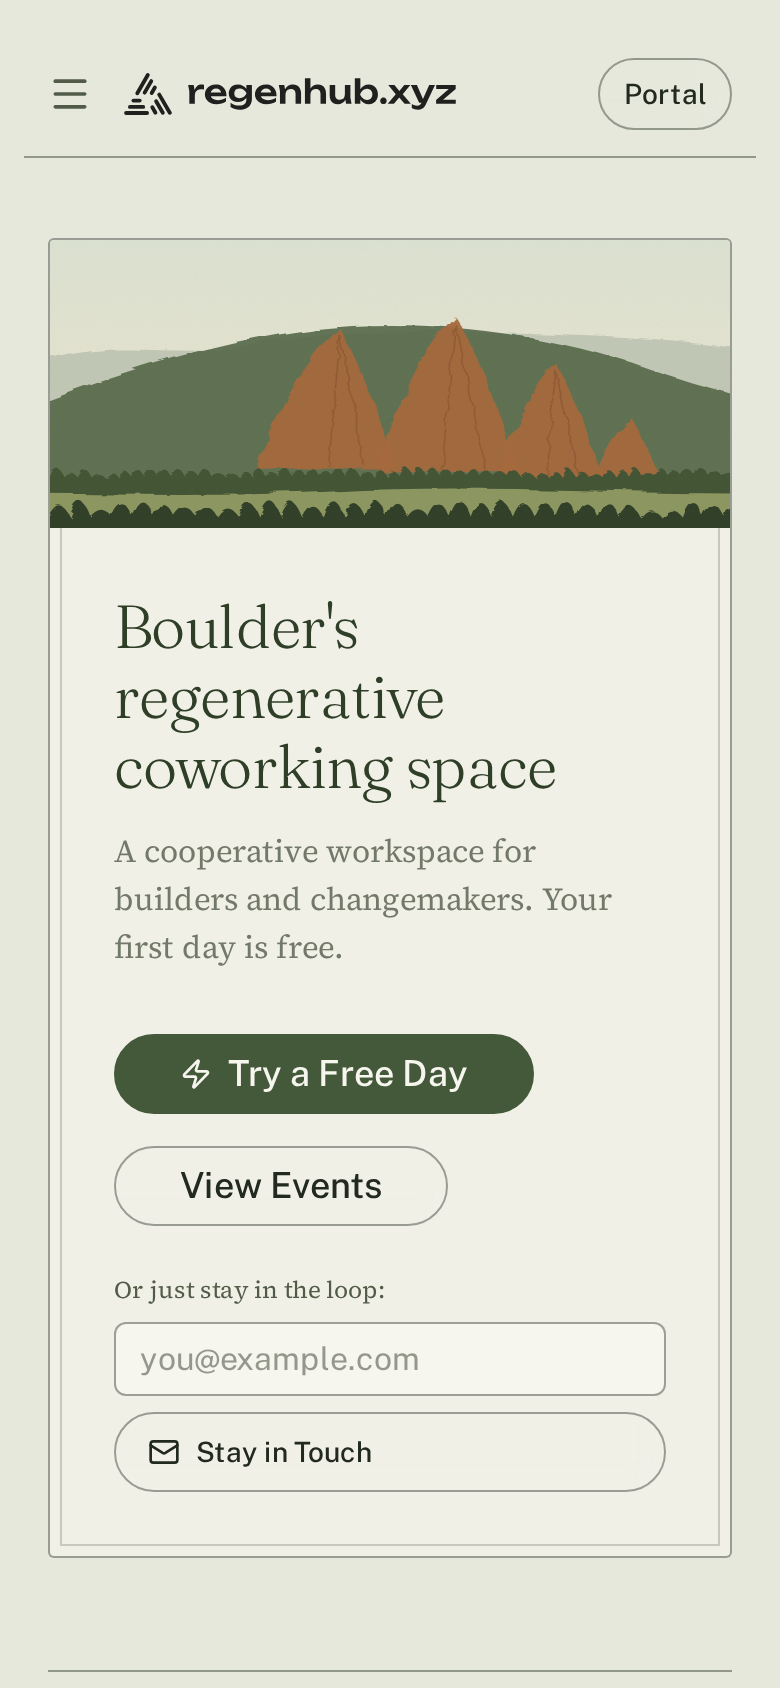 regenhub.xyz
Portal
Boulder's
regenerative
coworking space
A cooperative workspace for
builders and changemakers. Your
first day is free.
Try a Free Day
View Events
Or just stay in the loop:
you@example.com
Stay in Touch